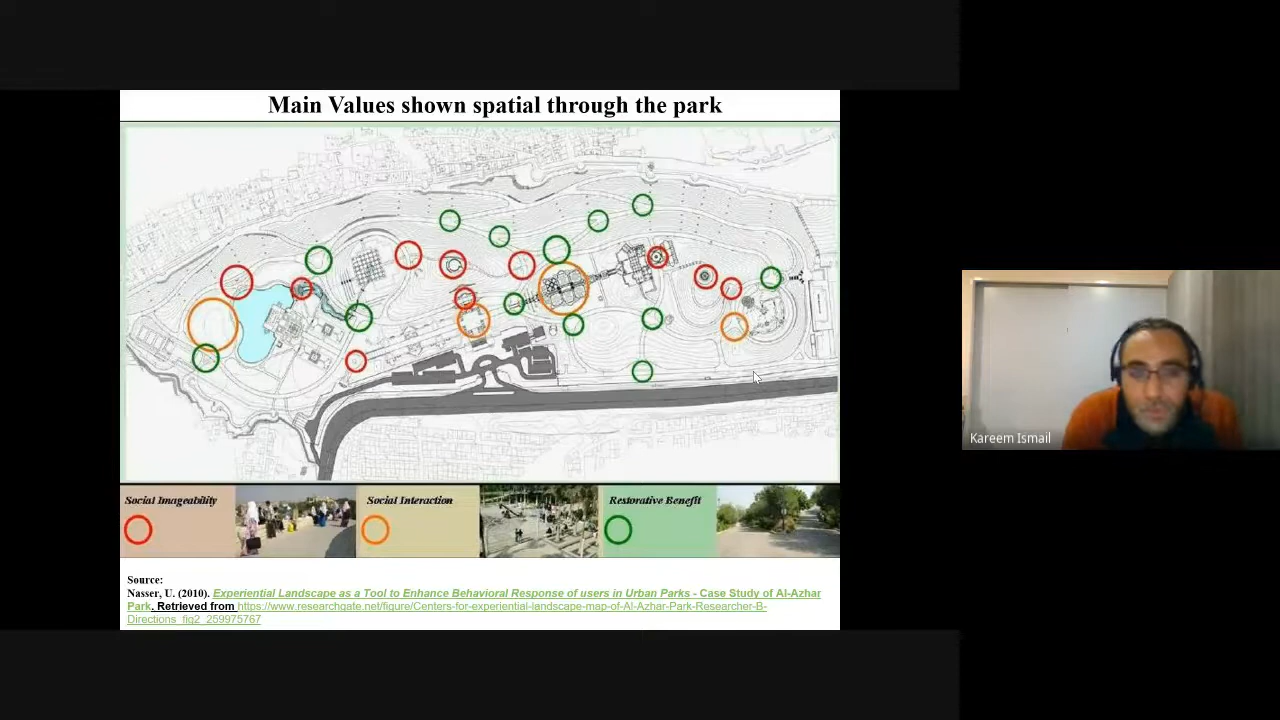 Main Values shown spatial through the park
Social Imageability
Social Interaction
Restorative Benefit
Source:
Nasser, U. (2010). Experiential Landscape as a Tool to Enhance Behavioral Response of users in Urban Parks - Case Study of Al-Azhar
Park. Retrieved from https://www.researchgate.net/figure/Centers-for-experiential-landscape-map-of-Al-Azhar-Park-Researcher-B-
Directions_fig2_259975767
Kareem Ismail